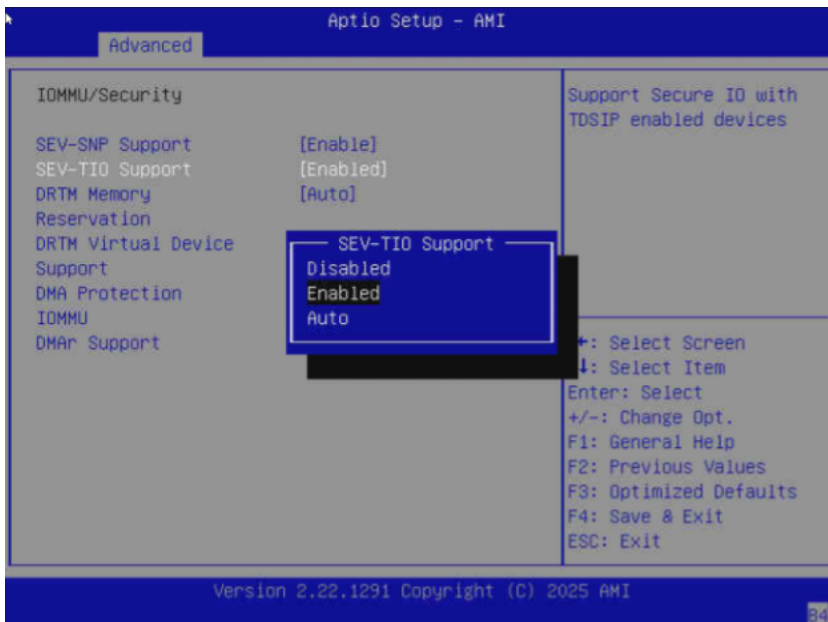 Aptio Setup – AMI
Advanced
IOMMU/Security
SEV-SNP Support [Enable]
SEV-TIO Support [Enabled]
DRTM Memory [Auto]
Reservation
DRTM Virtual Device
Support
DMA Protection
IOMMU
DMAr Support
SEV-TIO Support
Disabled
Enabled
Auto
Support Secure IO with
TDSIP enabled devices
: Select Screen
: Select Item
Enter: Select
+/-: Change Opt.
F1: General Help
F2: Previous Values
F3: Optimized Defaults
F4: Save & Exit
ESC: Exit
Version 2.22.1291 Copyright (C) 2025 AMI
B4